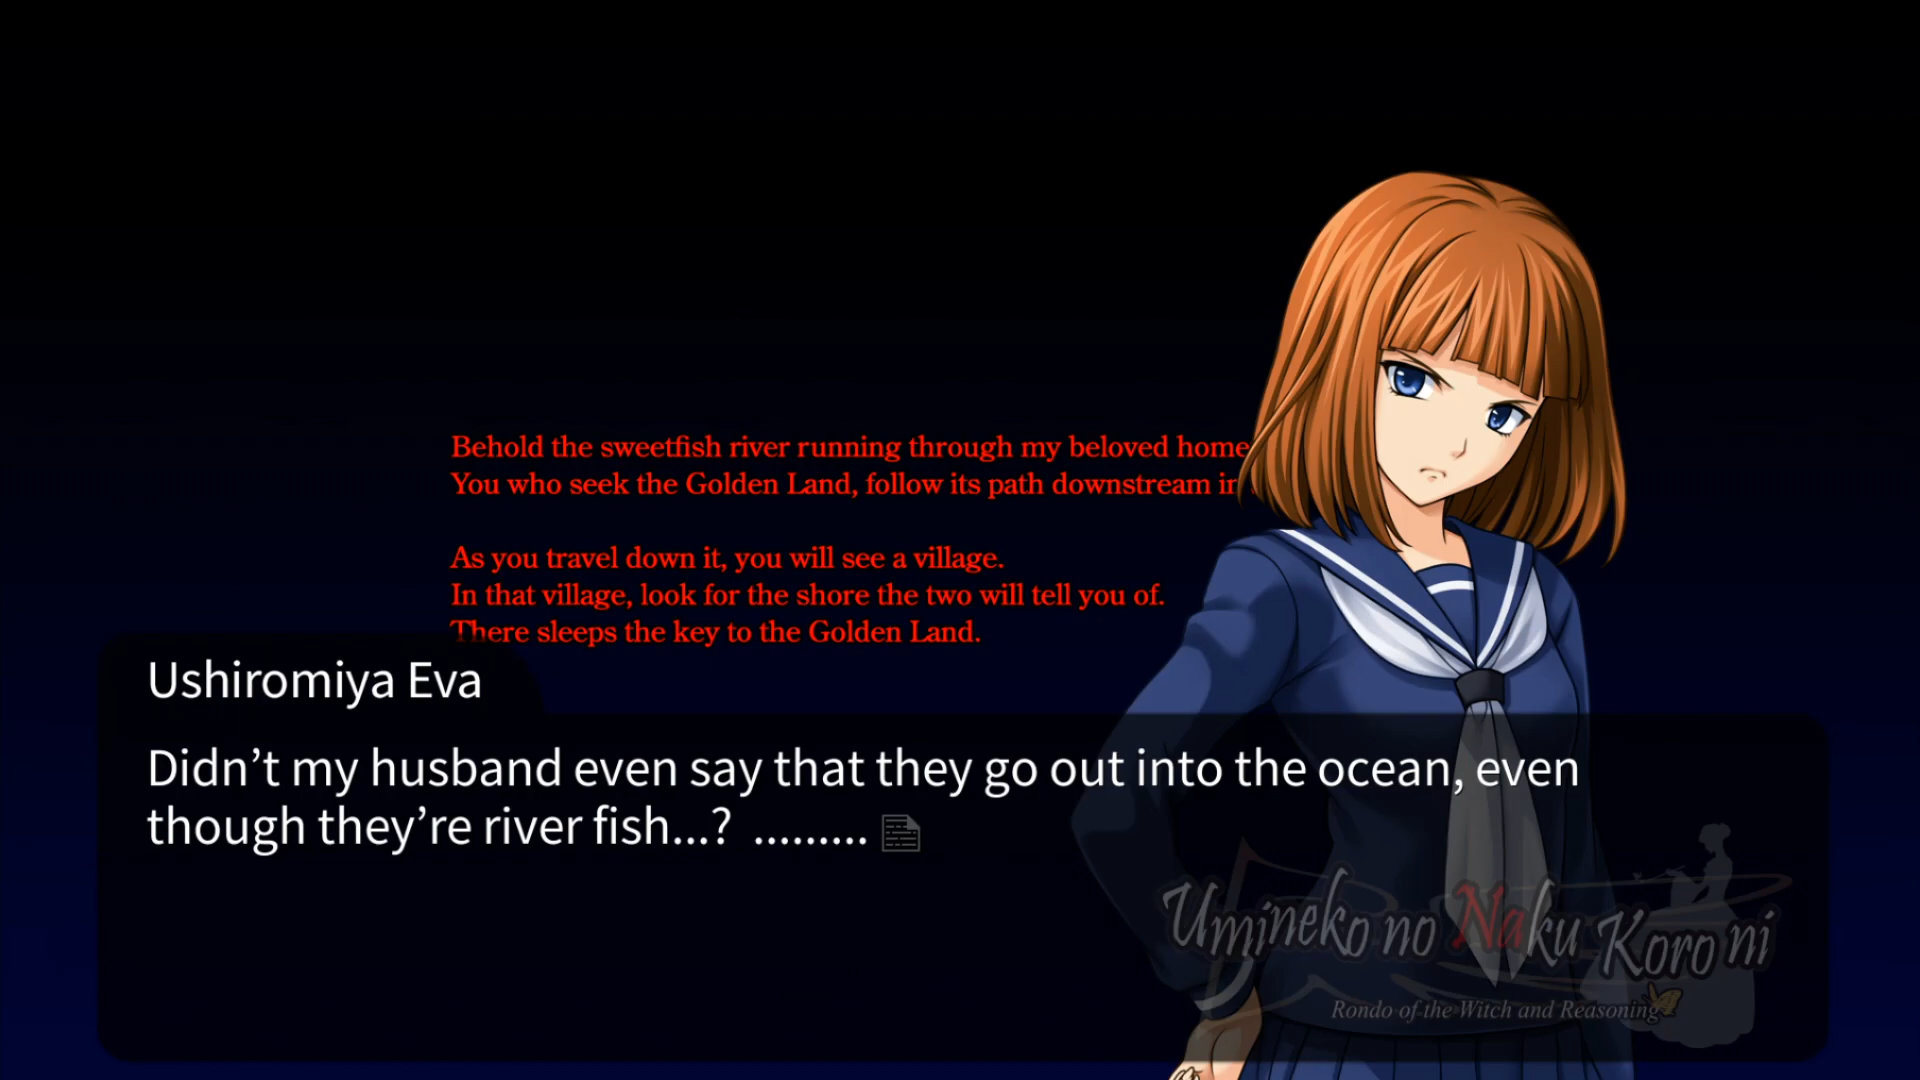 Behold the sweetfish river running through my beloved home
You who seek the Golden Land, follow its path downstream in
As you travel down it, you will see a village.
In that village, look for the shore the two will tell you of.
There sleeps the key to the Golden Land.
Ushiromiya Eva
Didn’t my husband even say that they go out into the ocean, even
though they’re river fish...? .........
Umineko no Naku Koro ni
Rondo of the Witch and Reasoning